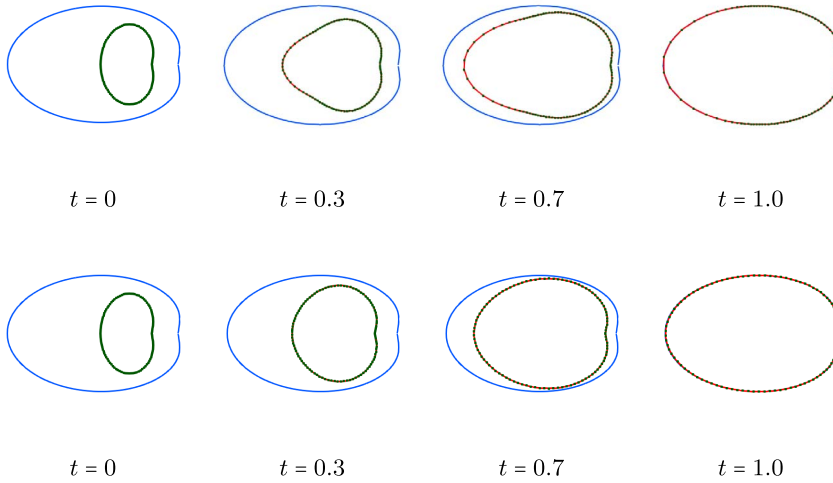 t = 0 t = 0.3 t = 0.7 t = 1.0
t = 0 t = 0.3 t = 0.7 t = 1.0